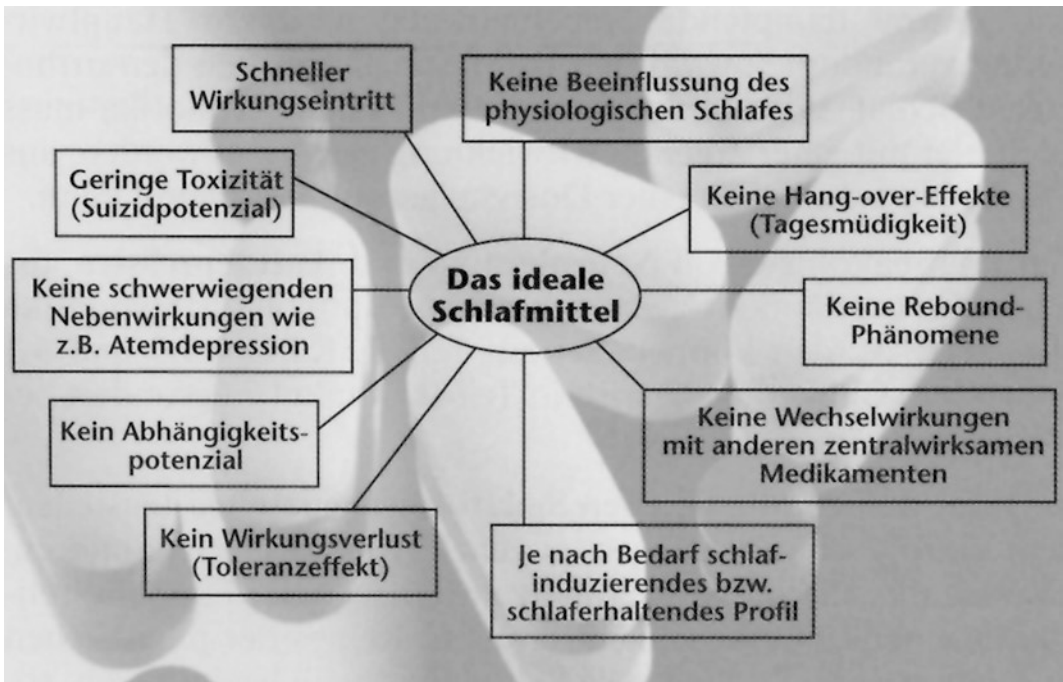 Schneller
Wirkungseintritt
Keine Beeinflussung des
physiologischen Schlafes
Geringe Toxizität
(Suizidpotenzial)
Keine Hang-over-Effekte
(Tagesmüdigkeit)
Das ideale
Schlafmittel
Keine schwerwiegenden
Nebenwirkungen wie
z.B. Atemdepression
Keine Rebound-
Phänomene
Kein Abhängigkeits-
potenzial
Keine Wechselwirkungen
mit anderen zentralwirksamen
Medikamenten
Kein Wirkungsverlust
(Toleranzeffekt)
Je nach Bedarf schlaf-
induzierendes bzw.
schlaferhaltendes Profil